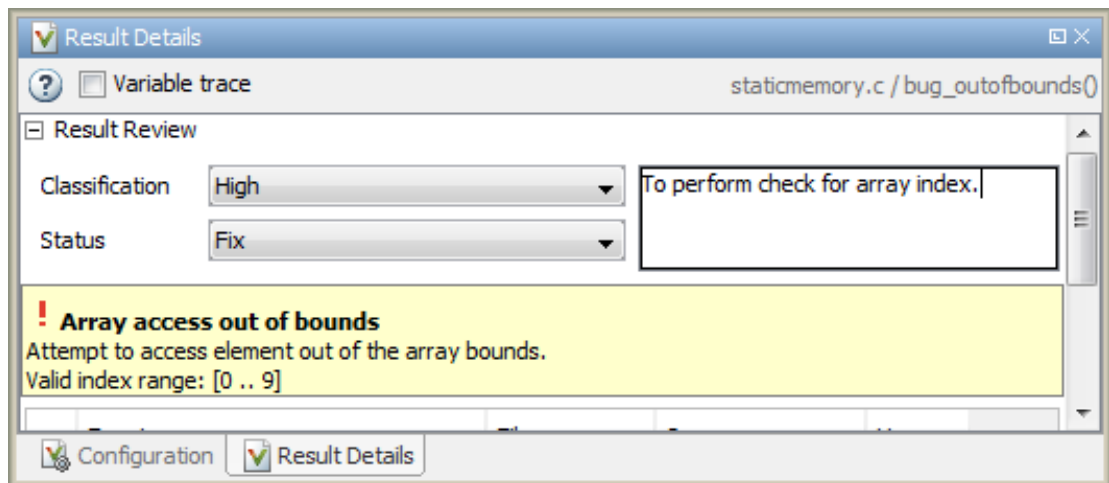 Result Details
Variable trace
staticmemory.c / bug_outofbounds()
Result Review
Classification
High
To perform check for array index.
Status
Fix
! Array access out of bounds
Attempt to access element out of the array bounds.
Valid index range: [0 .. 9]
Configuration
Result Details